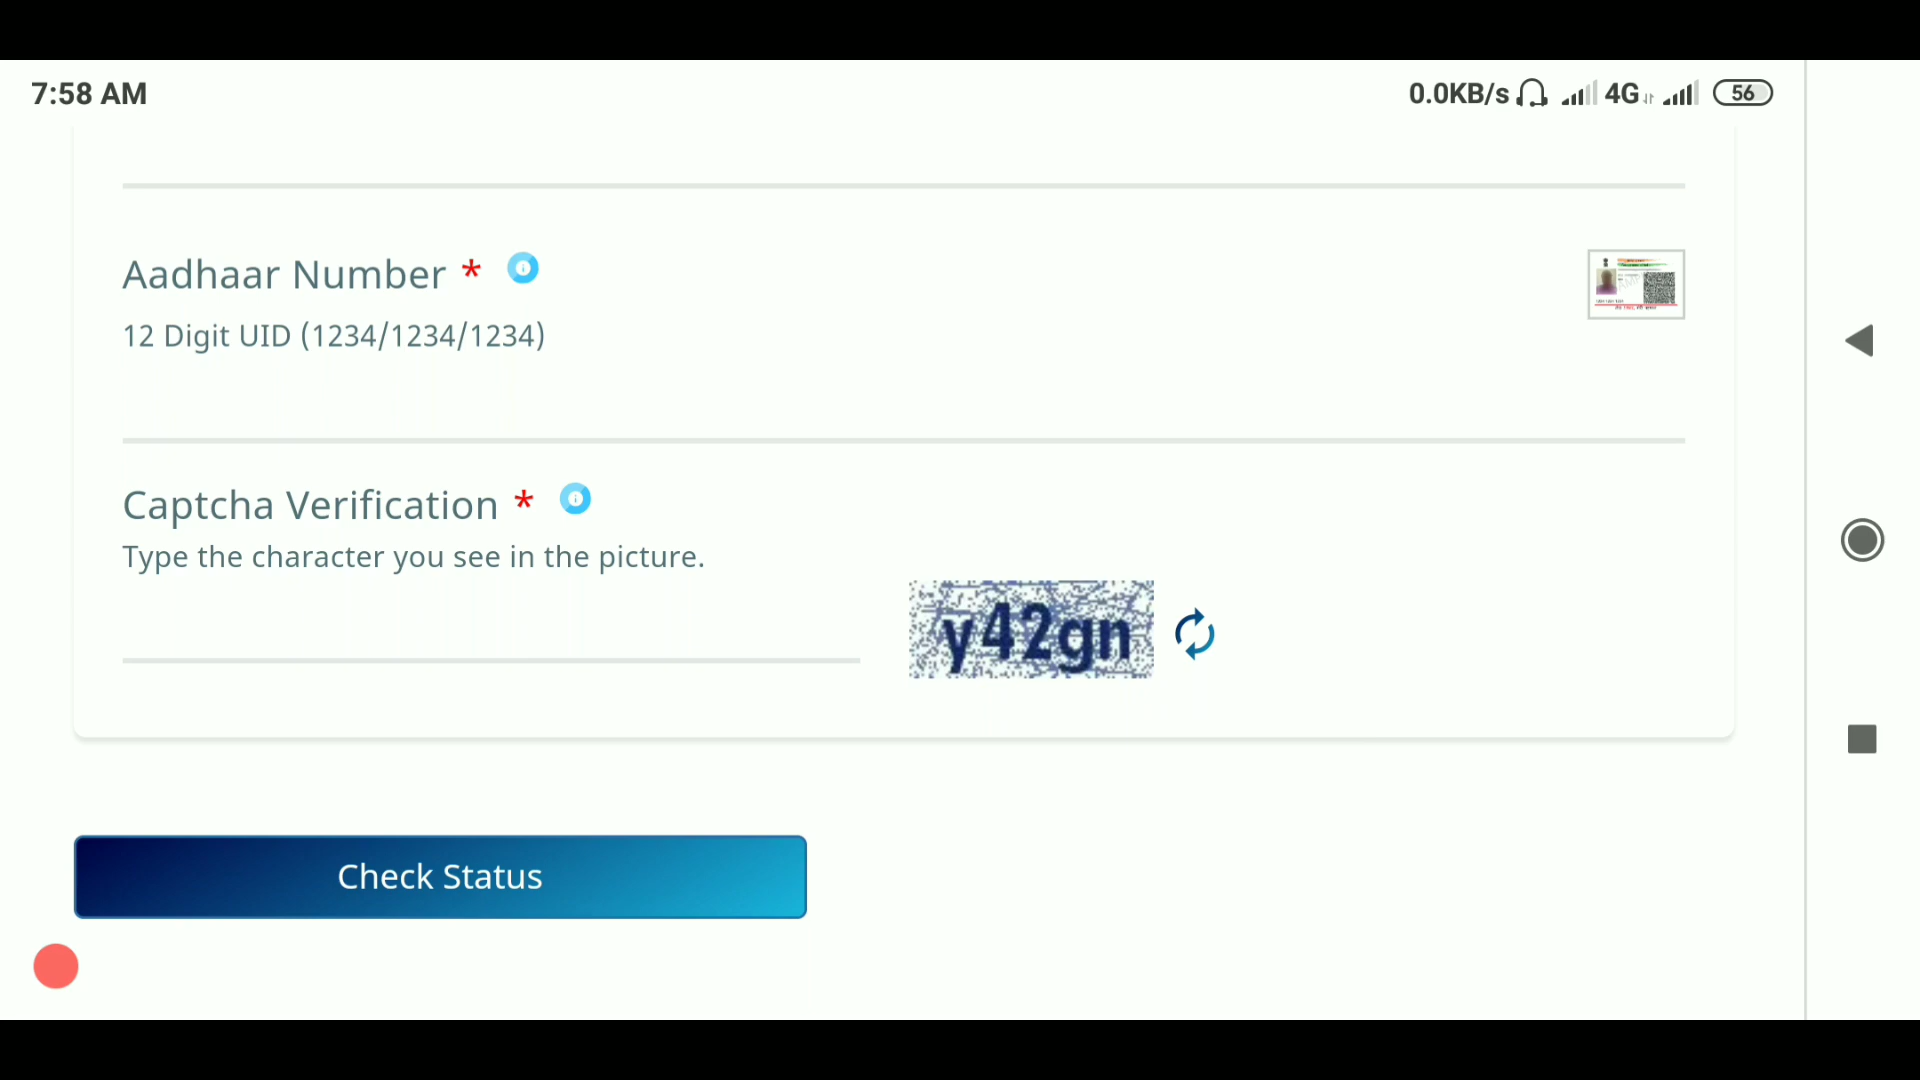 7:58 AM
0.0KB/s 4G 56
Aadhaar Number *
12 Digit UID (1234/1234/1234)
Captcha Verification *
Type the character you see in the picture.
y42gn
Check Status